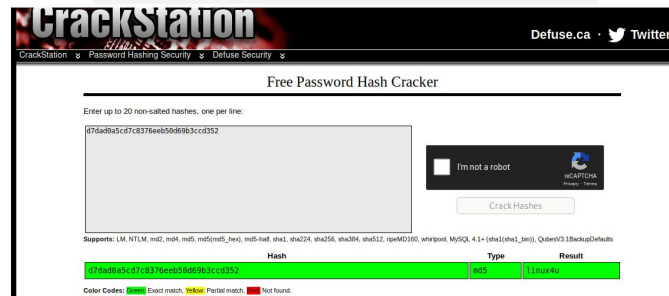 CrackStation
Defuse.ca · Twitter
CrackStation Password Hashing Security Defuse Security
Free Password Hash Cracker
Enter up to 20 non-salted hashes, one per line:
d7dad0a5cd7c8376eeb50d69b3ccd352
I'm not a robot
reCAPTCHA
Privacy - Terms
Crack Hashes
Supports: LM, NTLM, md2, md4, md5, md5(md5_hex), md5-half, sha1, sha224, sha256, sha384, sha512, ripeMD160, whirlpool, MySQL 4.1+ (sha1(sha1_bin)), QubesV3.1BackupDefaults
Hash Type Result
d7dad0a5cd7c8376eeb50d69b3ccd352 md5 linux4u
Color Codes: Green: Exact match, Yellow: Partial match, Red: Not found.